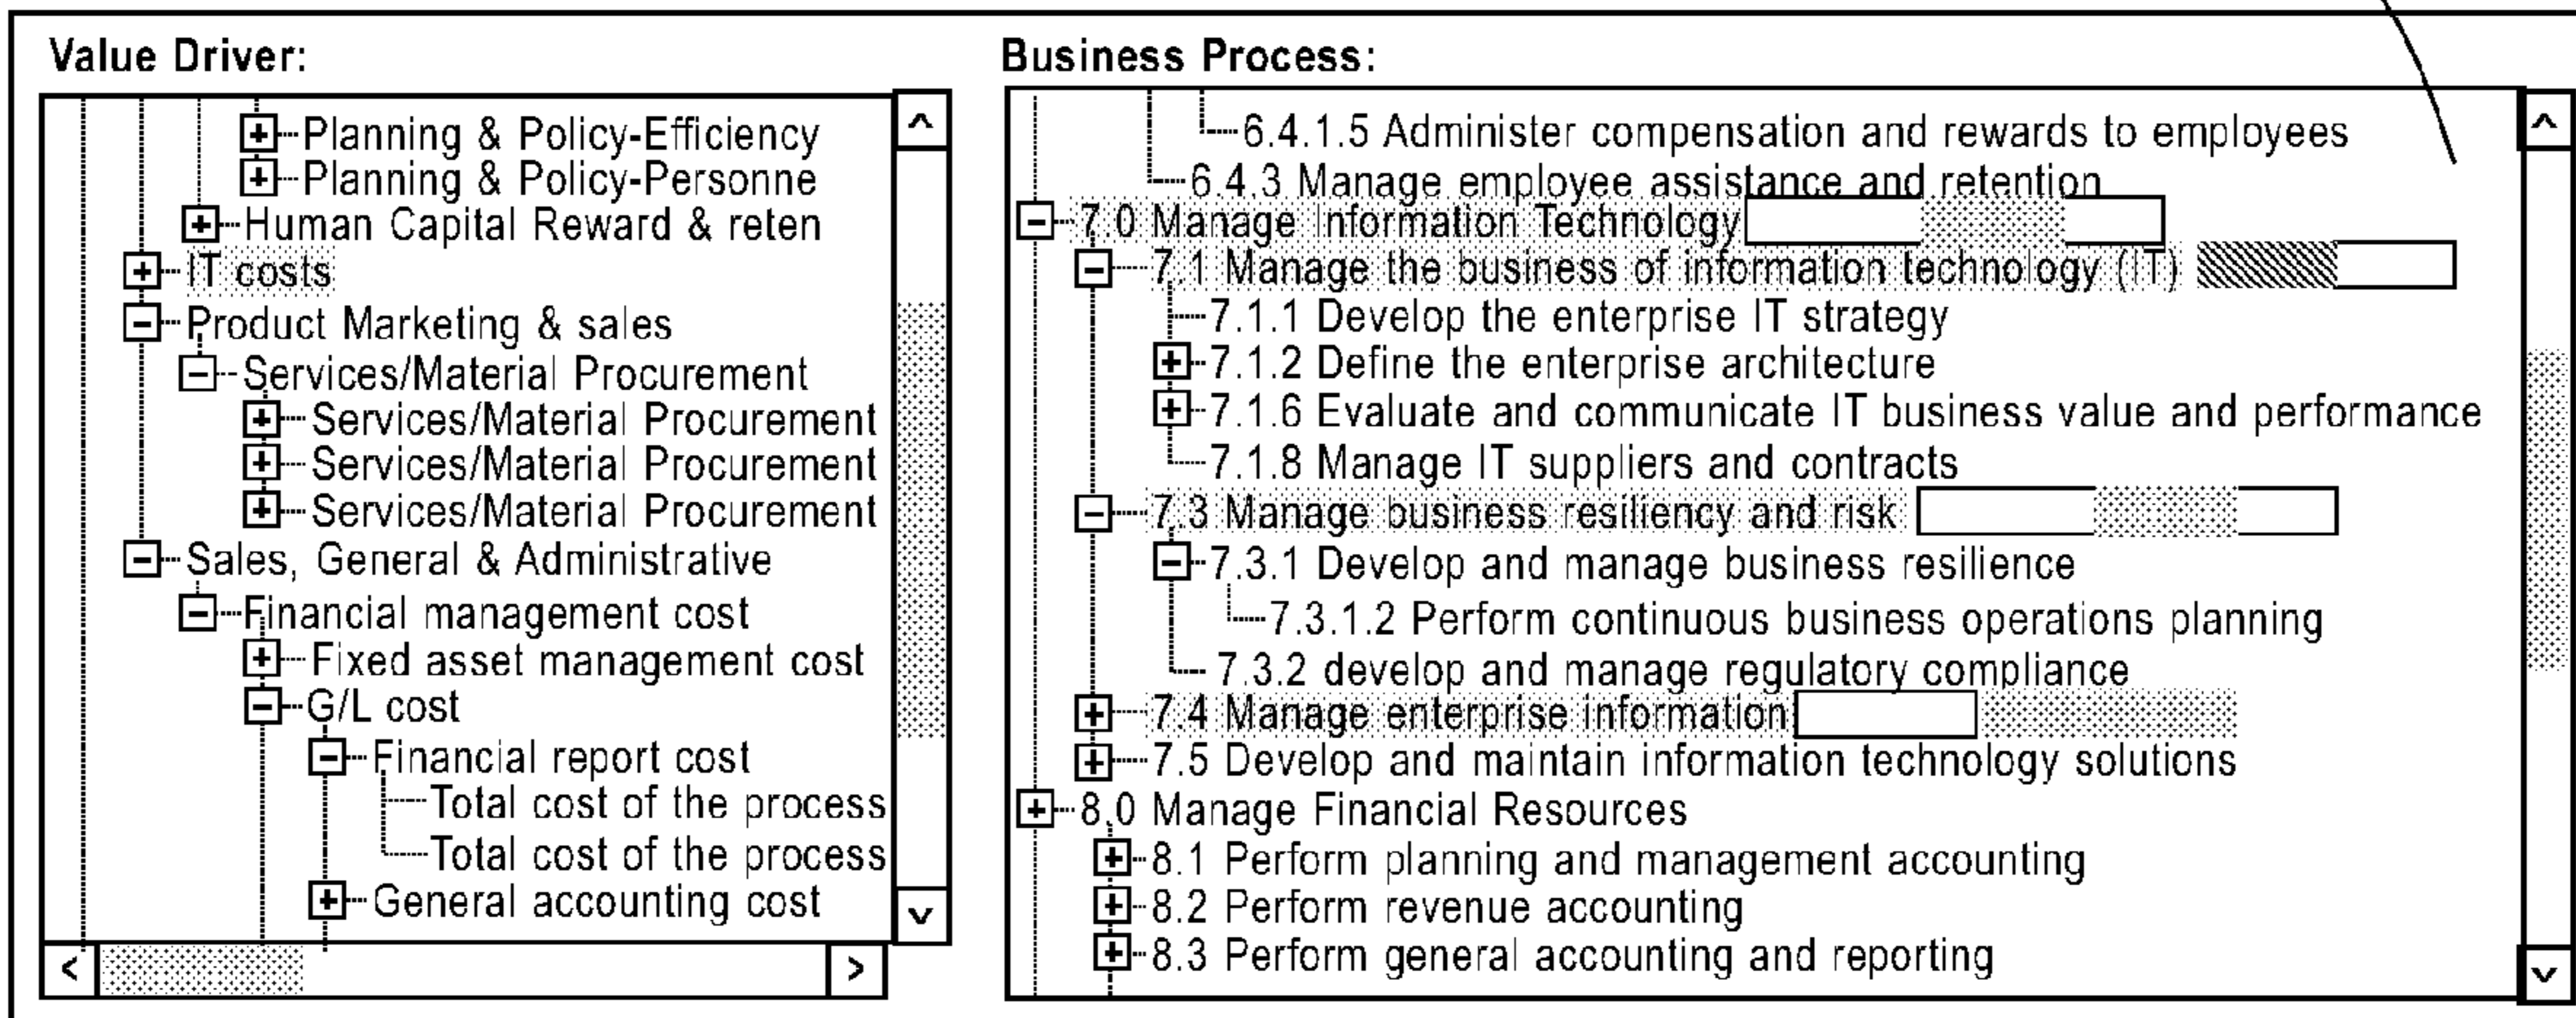 Value Driver:
Planning & Policy-Efficiency
Planning & Policy-Personne
Human Capital Reward & reten
IT costs
Product Marketing & sales
Services/Material Procurement
Services/Material Procurement
Services/Material Procurement
Services/Material Procurement
Sales, General & Administrative
Financial management cost
Fixed asset management cost
G/L cost
Financial report cost
Total cost of the process
Total cost of the process
General accounting cost
Business Process:
6.4.1.5 Administer compensation and rewards to employees
6.4.3 Manage employee assistance and retention
7.0 Manage Information Technology
7.1 Manage the business of information technology (IT)
7.1.1 Develop the enterprise IT strategy
7.1.2 Define the enterprise architecture
7.1.6 Evaluate and communicate IT business value and performance
7.1.8 Manage IT suppliers and contracts
7.3 Manage business resiliency and risk
7.3.1 Develop and manage business resilience
7.3.1.2 Perform continuous business operations planning
7.3.2 develop and manage regulatory compliance
7.4 Manage enterprise information
7.5 Develop and maintain information technology solutions
8.0 Manage Financial Resources
8.1 Perform planning and management accounting
8.2 Perform revenue accounting
8.3 Perform general accounting and reporting